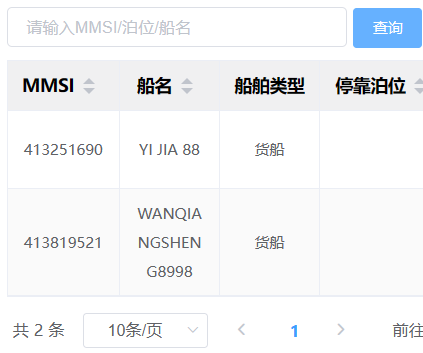 请输入MMSI/泊位/船名 查询
MMSI 船名 船舶类型 停靠泊位
413251690 YI JIA 88 货船
WANQIA
413819521 NGSHEN 货船
G8998
共 2 条 10条/页 1 前往